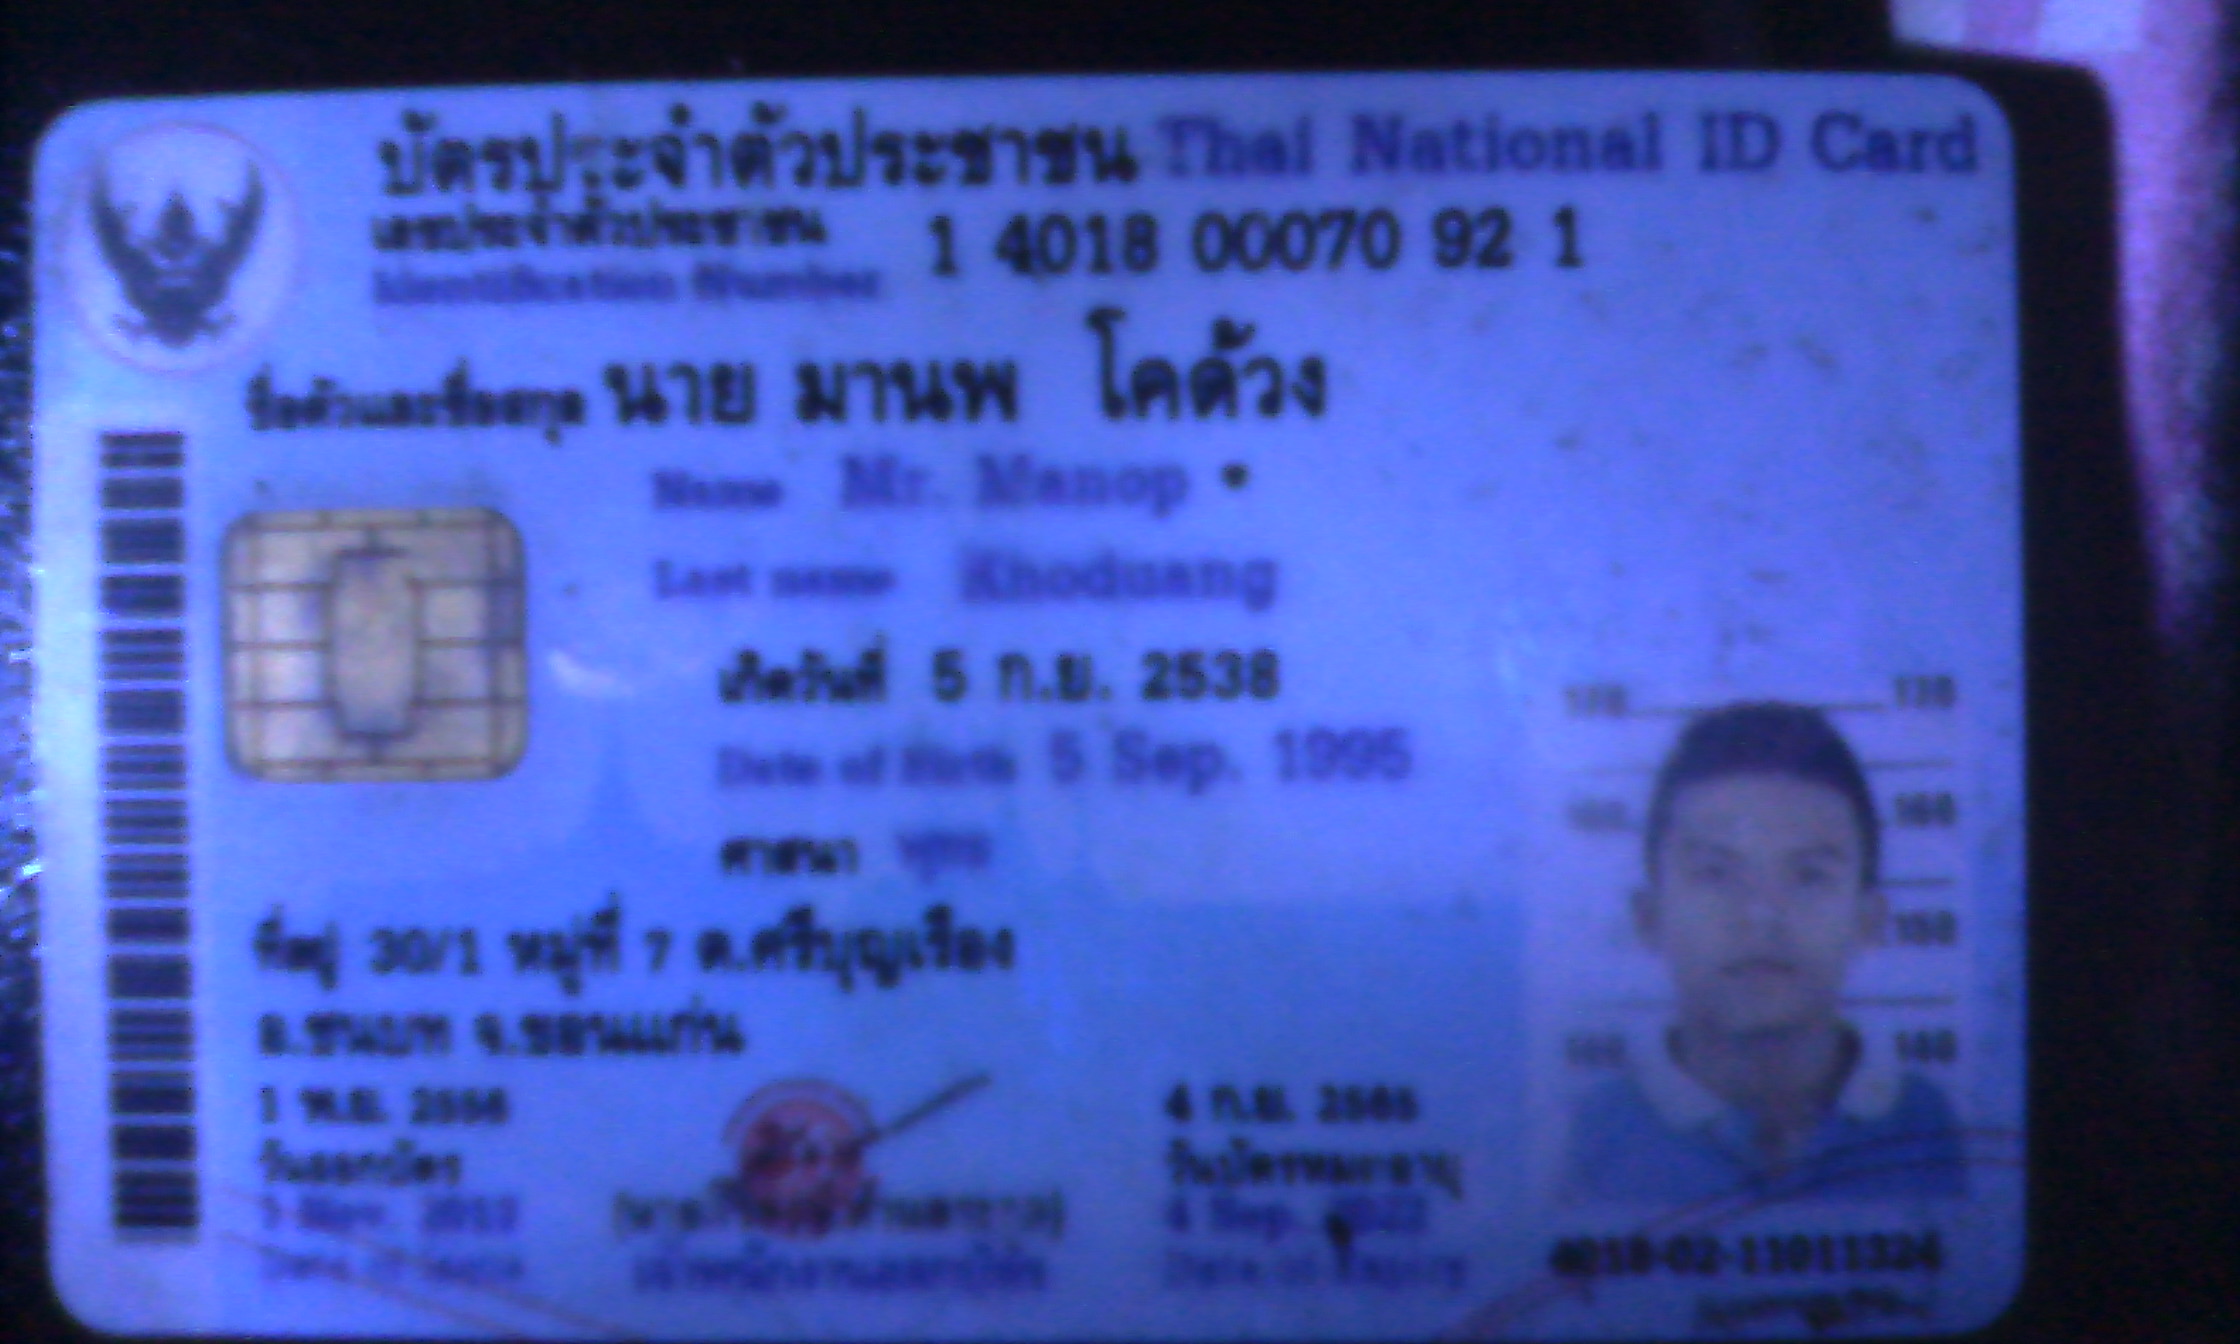 บัตรประจำตัวประชาชน Thai National ID Card
เลขประจำตัวประชาชน 1 4018 00070 92 1
Identification Number
ชื่อตัวและชื่อสกุล นาย มานพ โคด้วง
Name Mr. Manop
Last name Khoduang
เกิดวันที่ 5 ก.ย. 2538
Date of Birth 5 Sep. 1995
ศาสนา พุทธ
ที่อยู่ 30/1 หมู่ที่ 7 ต.ศรีบุญเรือง
อ.ชนบท จ.ขอนแก่น
170 170
160 160
150
140 140
1 พ.ย. 2556
วันออกบัตร
1 Nov. 2013
Date of Issue
เจ้าพนักงานออกบัตร
4 ก.ย. 2565
วันบัตรหมดอายุ
4 Sep. 2022
Date of Expiry
4018-02-11011324